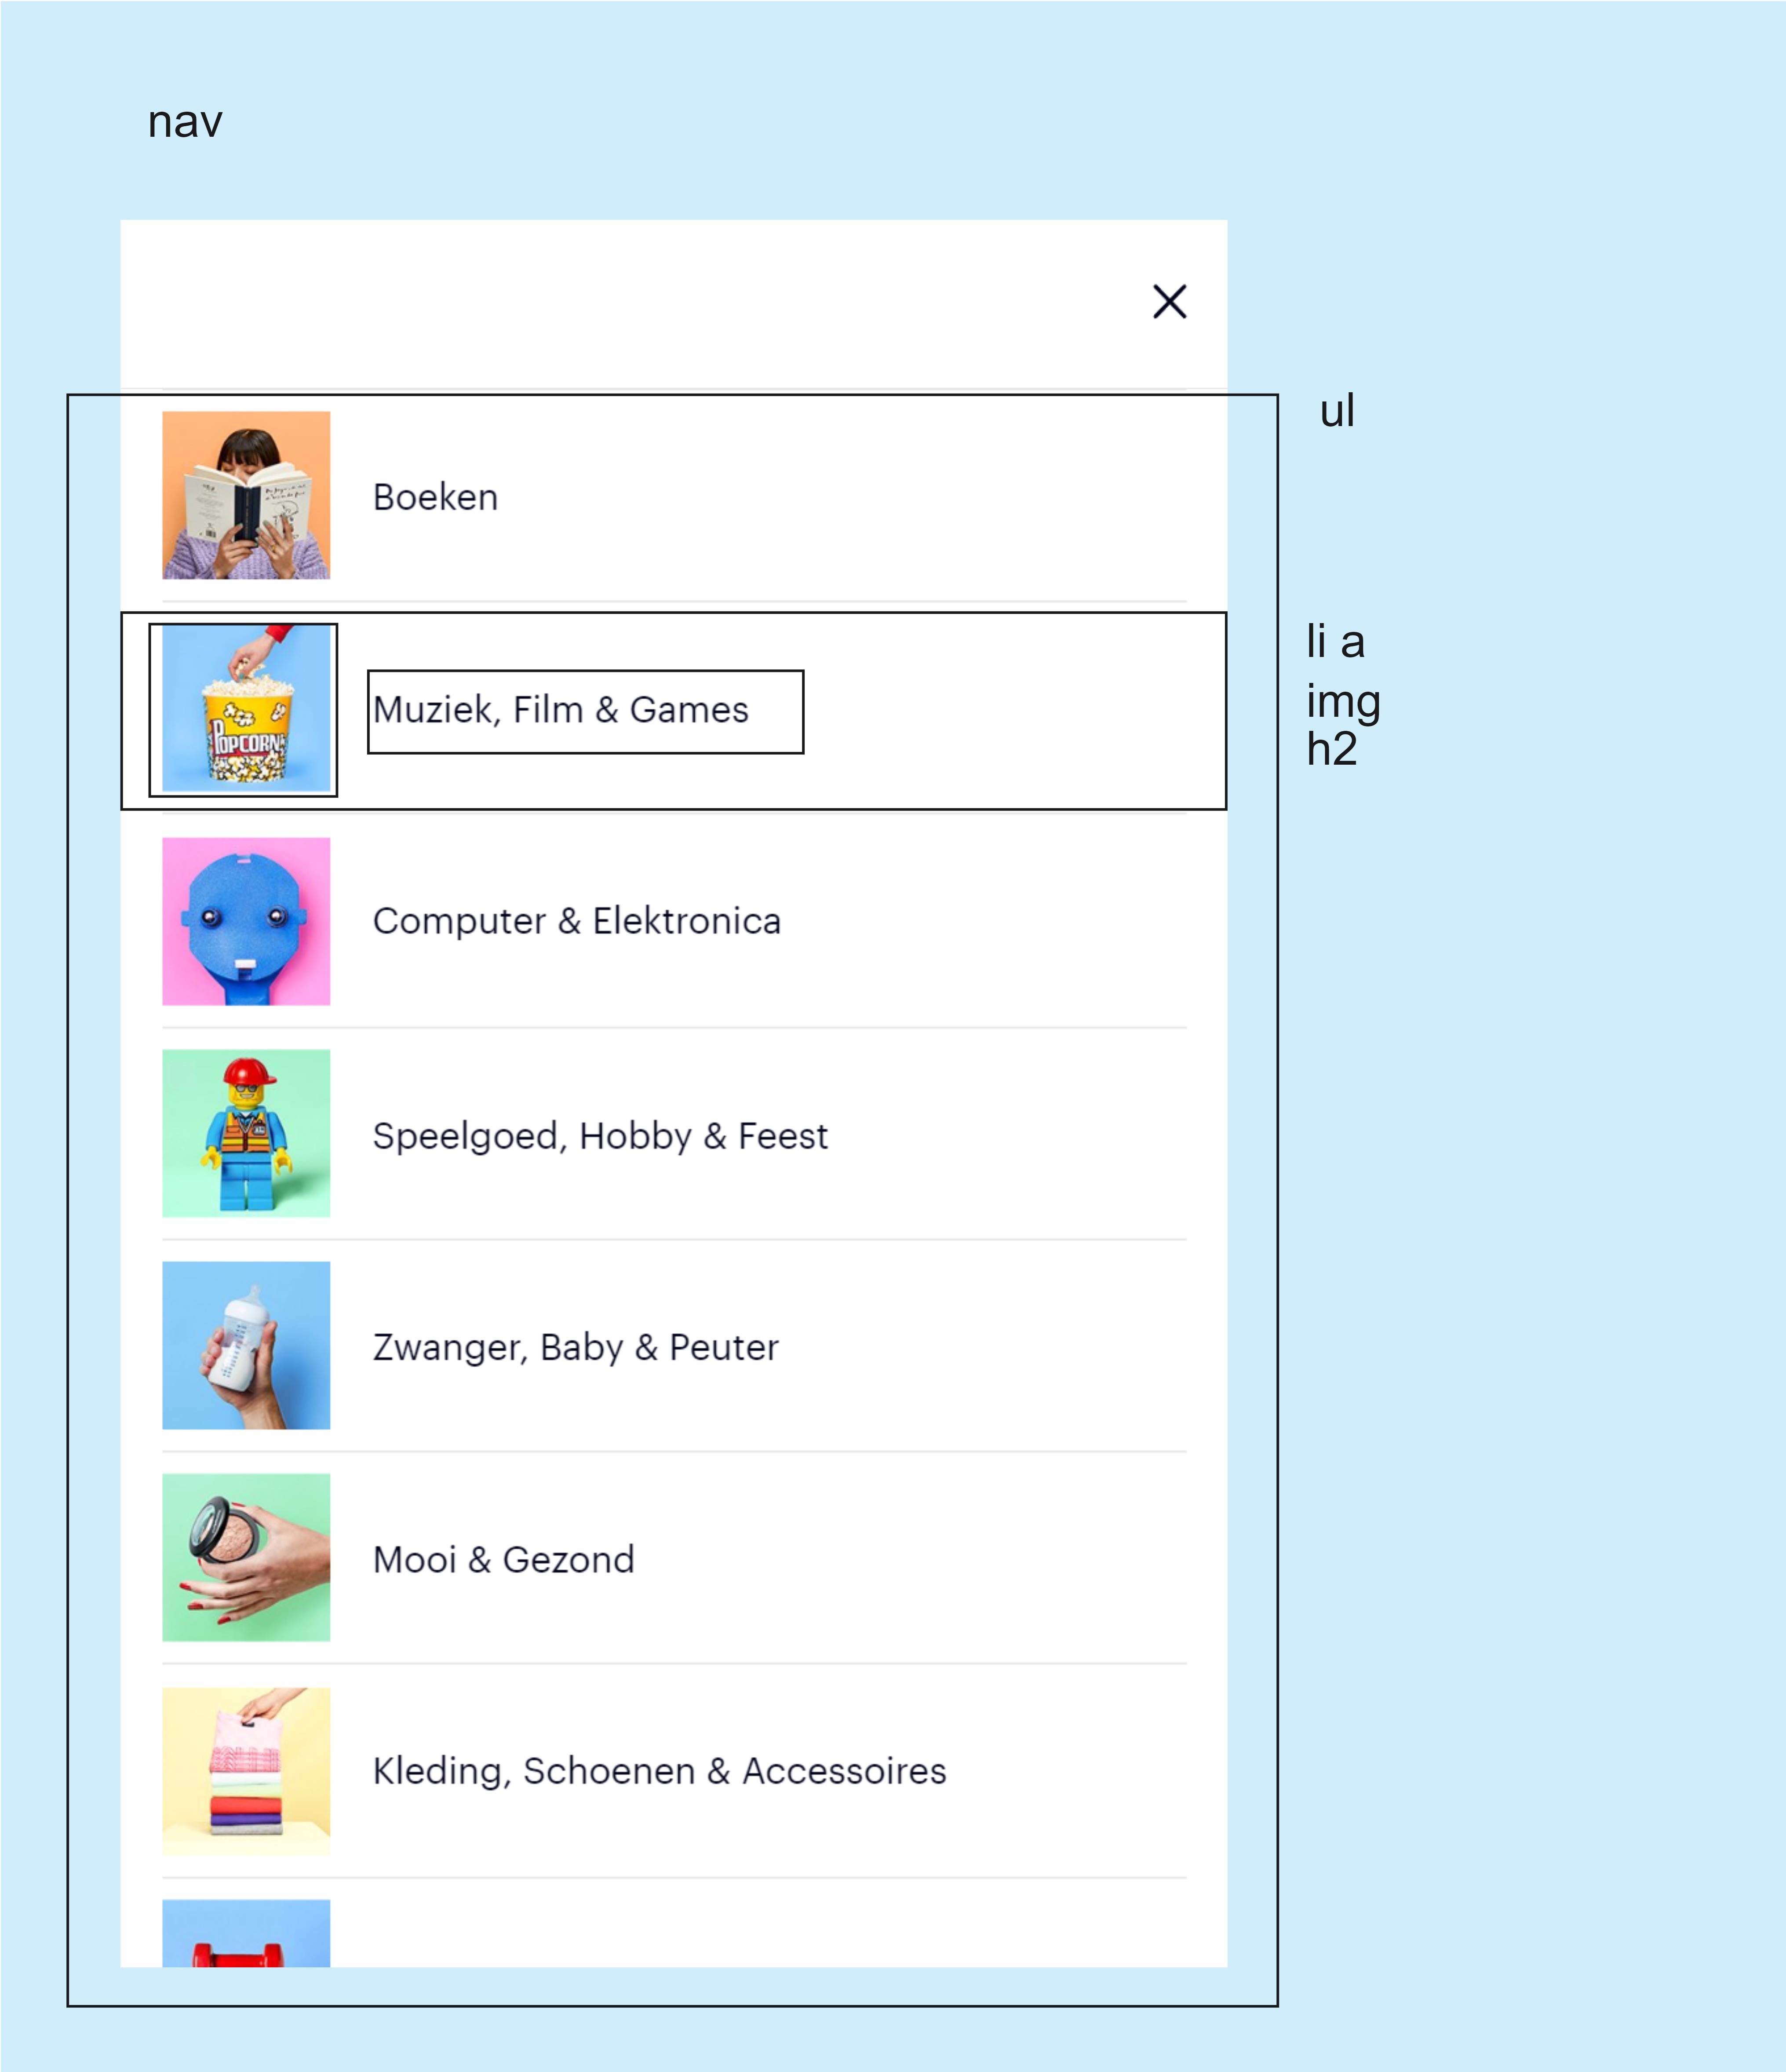 nav
ul
Boeken
li a
img
h2
Muziek, Film & Games
POPCORN
Computer & Elektronica
Speelgoed, Hobby & Feest
Zwanger, Baby & Peuter
Mooi & Gezond
Kleding, Schoenen & Accessoires